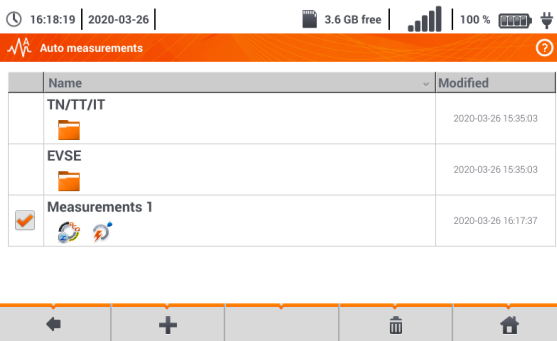 16:18:19 2020-03-26 3.6 GB free 100 %
Auto measurements ?
Name Modified
TN/TT/IT
2020-03-26 15:35:03
EVSE
2020-03-26 15:35:03
Measurements 1
2020-03-26 16:17:37